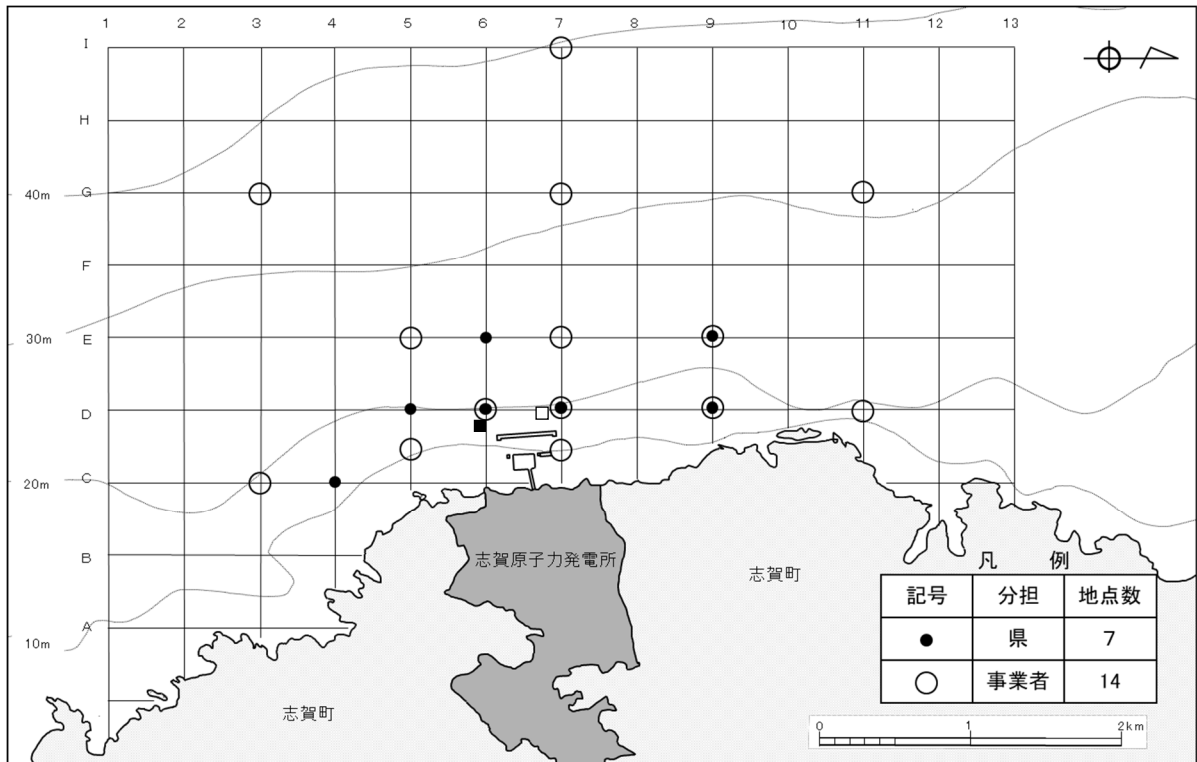 1 2 3 4 5 6 7 8 9 10 11 12 13
I
H
40m G
F
30m E
D
20m C
B
10m A
志賀原子力発電所
志賀町
志賀町
凡 例
記号 分担 地点数
● 県 7
○ 事業者 14
0 1 2km